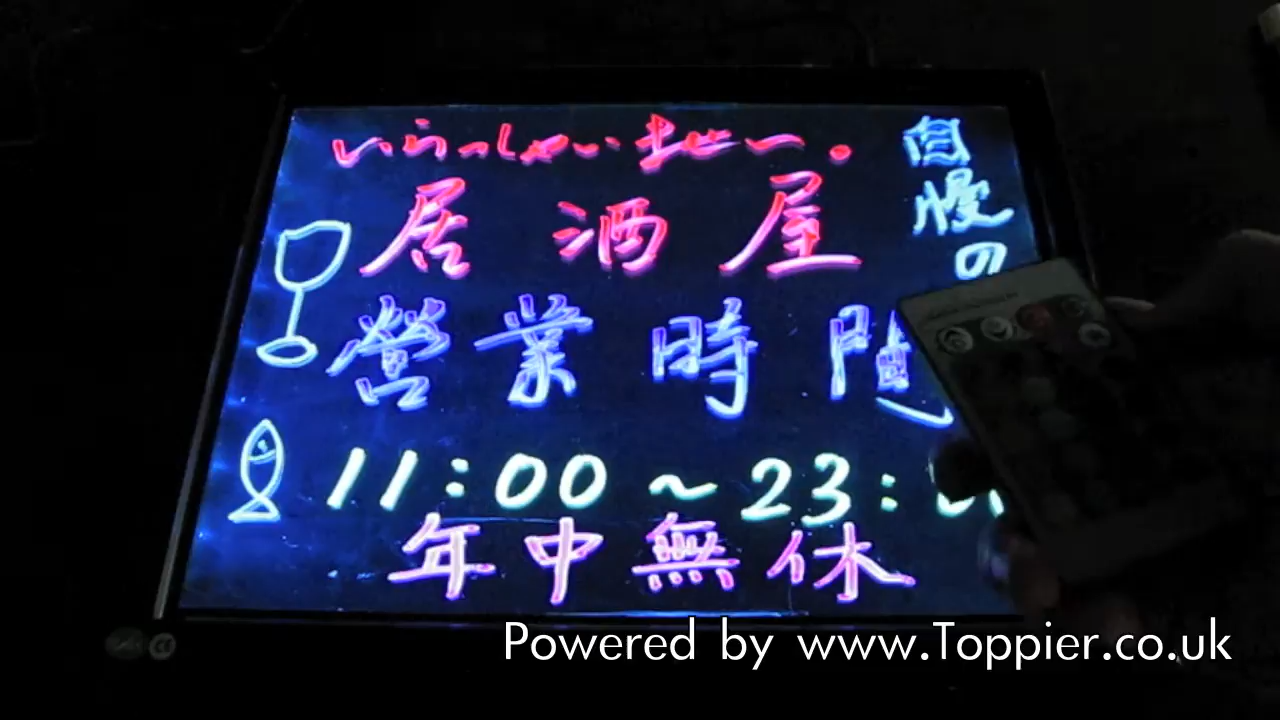 いらっしゃいませー。
居酒屋
営業時間
11:00～23:
年中無休
自慢の
Powered by www.Toppier.co.uk